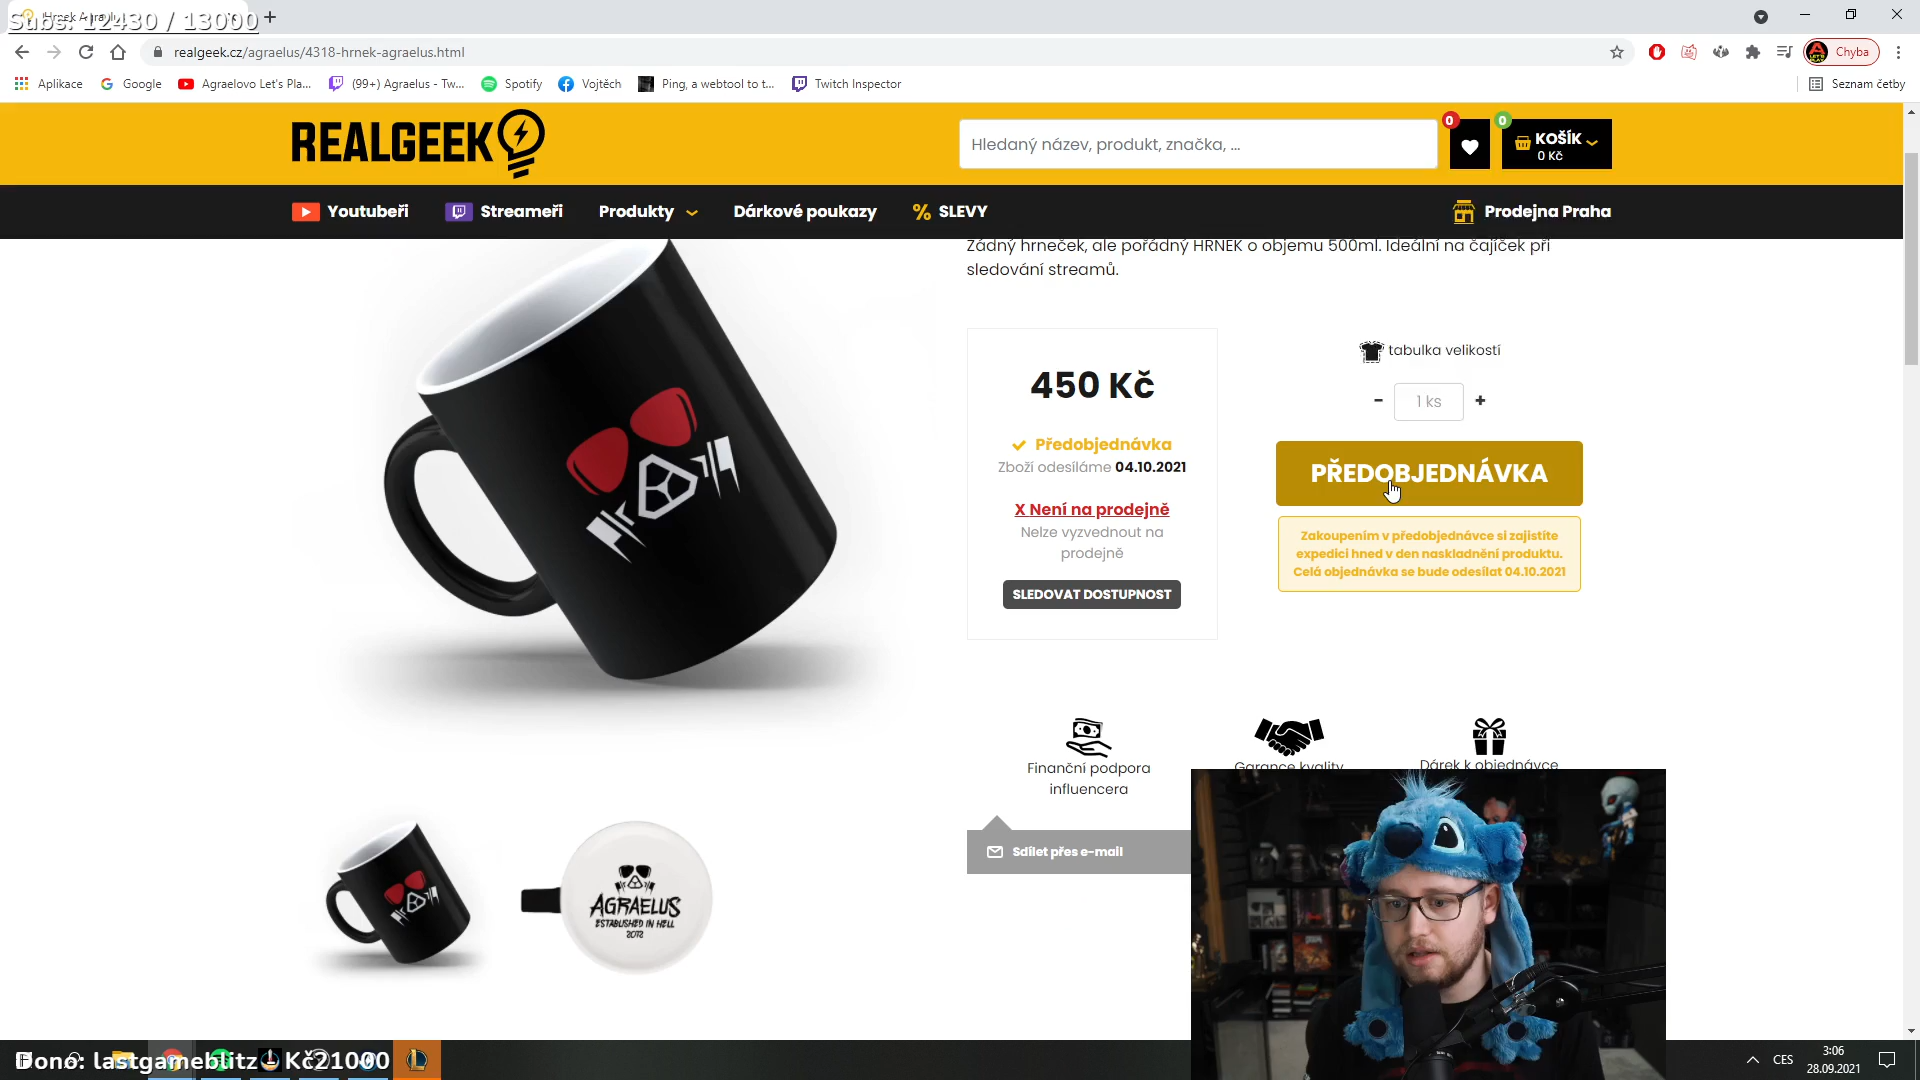 Subs: 12430 / 13000
realgeek.cz/agraelus/4318-hrnek-agraelus.html
Chyba
Aplikace
Google
Agraelovo Let's Pla...
(99+) Agraelus - Tw...
Spotify
Vojtěch
Ping, a webtool to t...
Twitch Inspector
Seznam četby
REALGEEK
Hledaný název, produkt, značka, ...
0
0
KOŠÍK
0 Kč
Youtubeři
Streameři
Produkty
Dárkové poukazy
% SLEVY
Prodejna Praha
Žádný hrneček, ale pořádný HRNEK o objemu 500ml. Ideální na čajíček při
sledování streamů.
450 Kč
Předobjednávka
Zboží odesíláme 04.10.2021
X Není na prodejně
Nelze vyzvednout na
prodejně
SLEDOVAT DOSTUPNOST
tabulka velikostí
- 1 ks +
PŘEDOBJEDNÁVKA
Zakoupením v předobjednávce si zajistíte
expedici hned v den naskladnění produktu.
Celá objednávka se bude odesílat 04.10.2021
Finanční podpora
influencera
Garance kvality
Dárek k objednávce
Sdílet přes e-mail
AGRAELUS
ESTABLISHED IN HELL
2012
Dono: lastgameblitz Kč21000
CES
3:06
28.09.2021